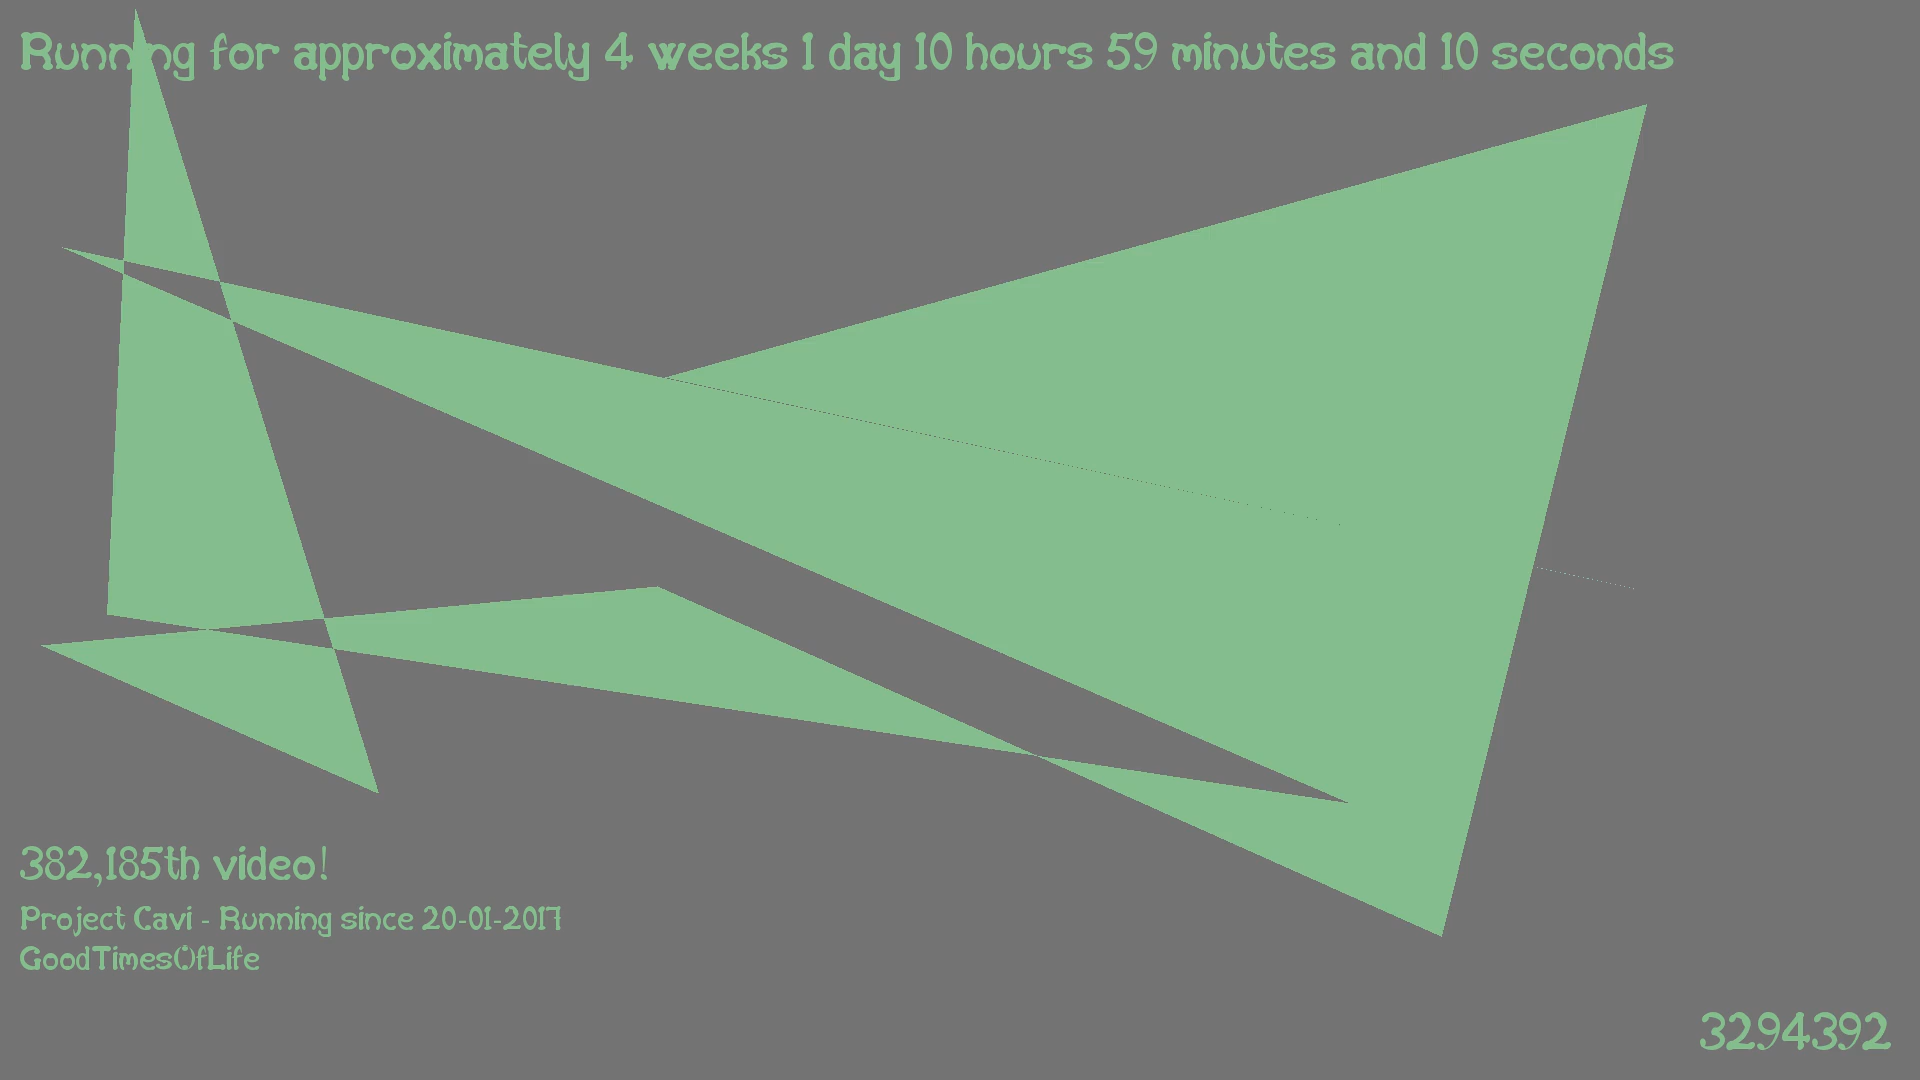 Running for approximately 4 weeks 1 day 10 hours 59 minutes and 10 seconds
382,185th video!
Project Cavi - Running since 20-01-2017
GoodTimesOfLife
3294392